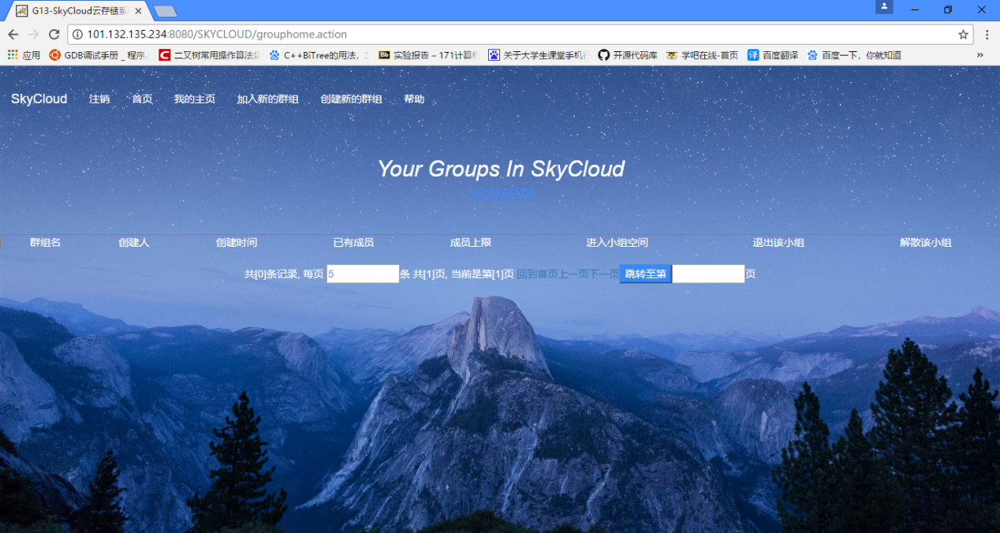 G13-SkyCloud云存储系
101.132.135.234:8080/SKYCLOUD/grouphome.action
应用 GDB调试手册 _ 程序 二叉树常用操作算法集 C++BiTree的用法, 实验报告 – 171计算机 关于大学生课堂手机 开源代码库 学吧在线-首页 译 百度翻译 百度一下，你就知道 »
SkyCloud 注销 首页 我的主页 加入新的群组 创建新的群组 帮助
Your Groups In SkyCloud
群组名 创建人 创建时间 已有成员 成员上限 进入小组空间 退出该小组 解散该小组
共[0]条记录, 每页 5 条 共[1]页, 当前是第[1]页 回到首页上一页下一页 跳转至第 页